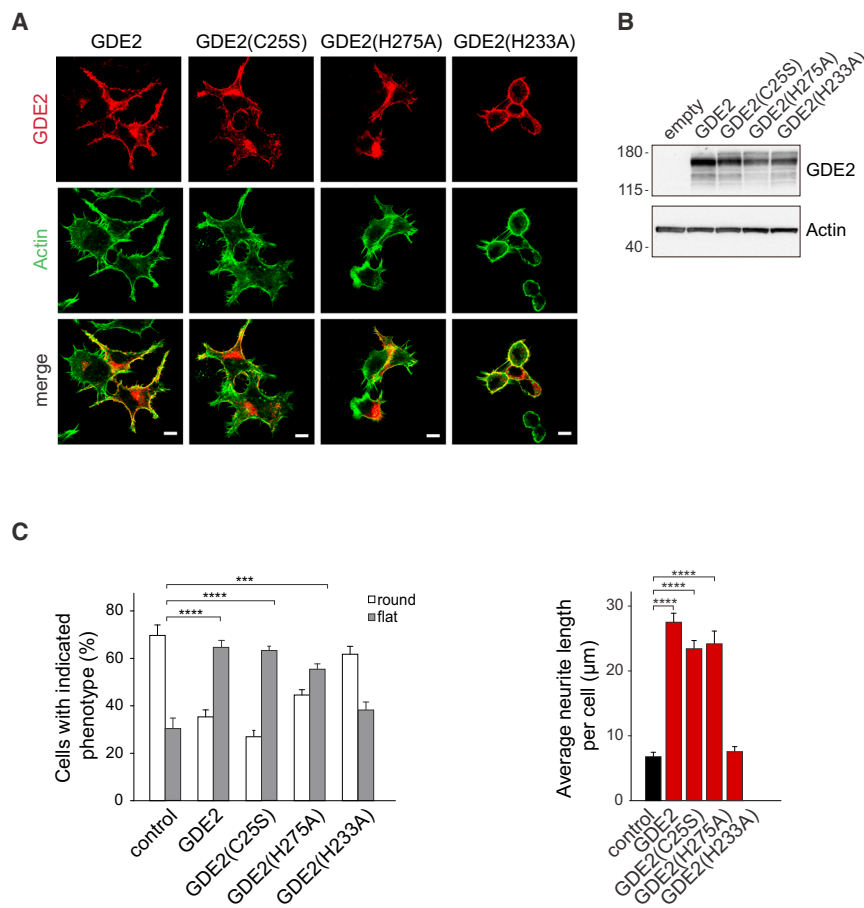 A
GDE2 GDE2(C25S) GDE2(H275A) GDE2(H233A)
GDE2
Actin
merge
B
empty
GDE2
GDE2(C25S)
GDE2(H275A)
GDE2(H233A)
180 -
115 -
GDE2
40 -
Actin
C
Cells with indicated
phenotype (%)
80
60
40
20
0
***
****
****
round
flat
control
GDE2
GDE2(C25S)
GDE2(H275A)
GDE2(H233A)
Average neurite length
per cell (µm)
30
20
10
0
****
****
****
control
GDE2
GDE2(C25S)
GDE2(H275A)
GDE2(H233A)